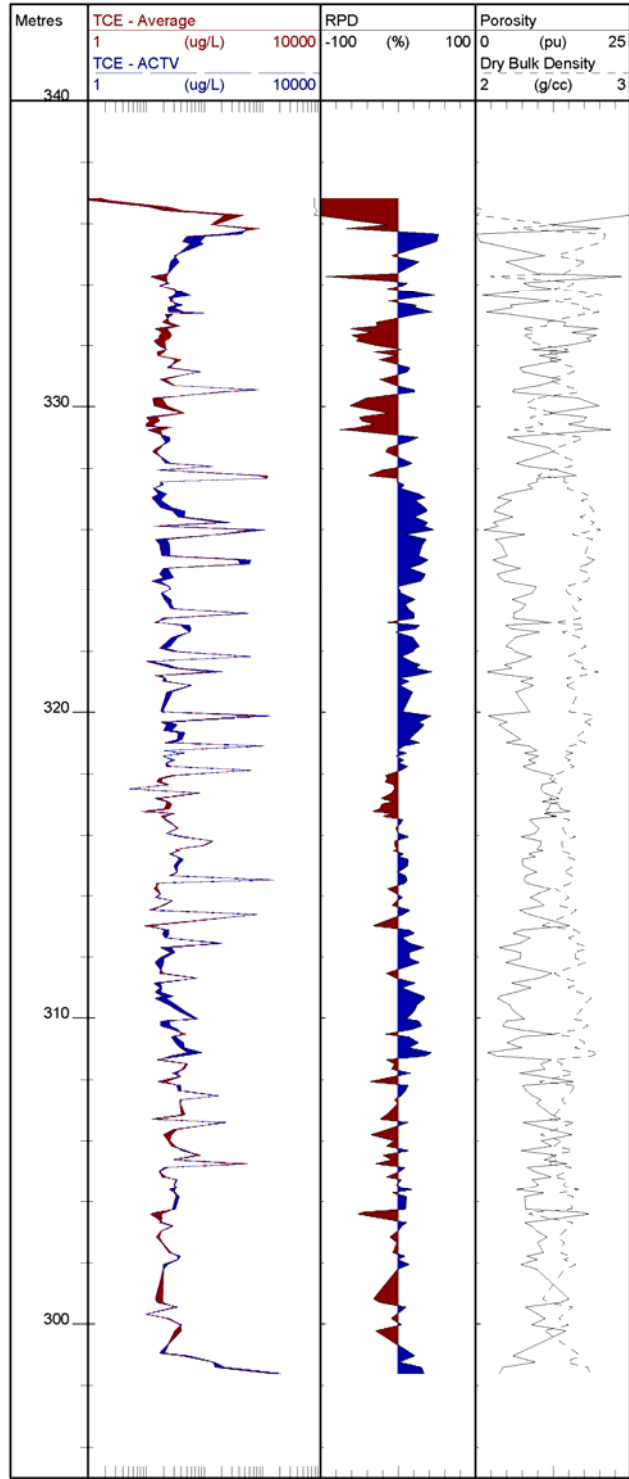 Metres TCE - Average RPD Porosity
1 (ug/L) 10000 -100 (%) 100 0 (pu) 25
TCE - ACTV Dry Bulk Density
1 (ug/L) 10000 2 (g/cc) 3
340
330
320
310
300